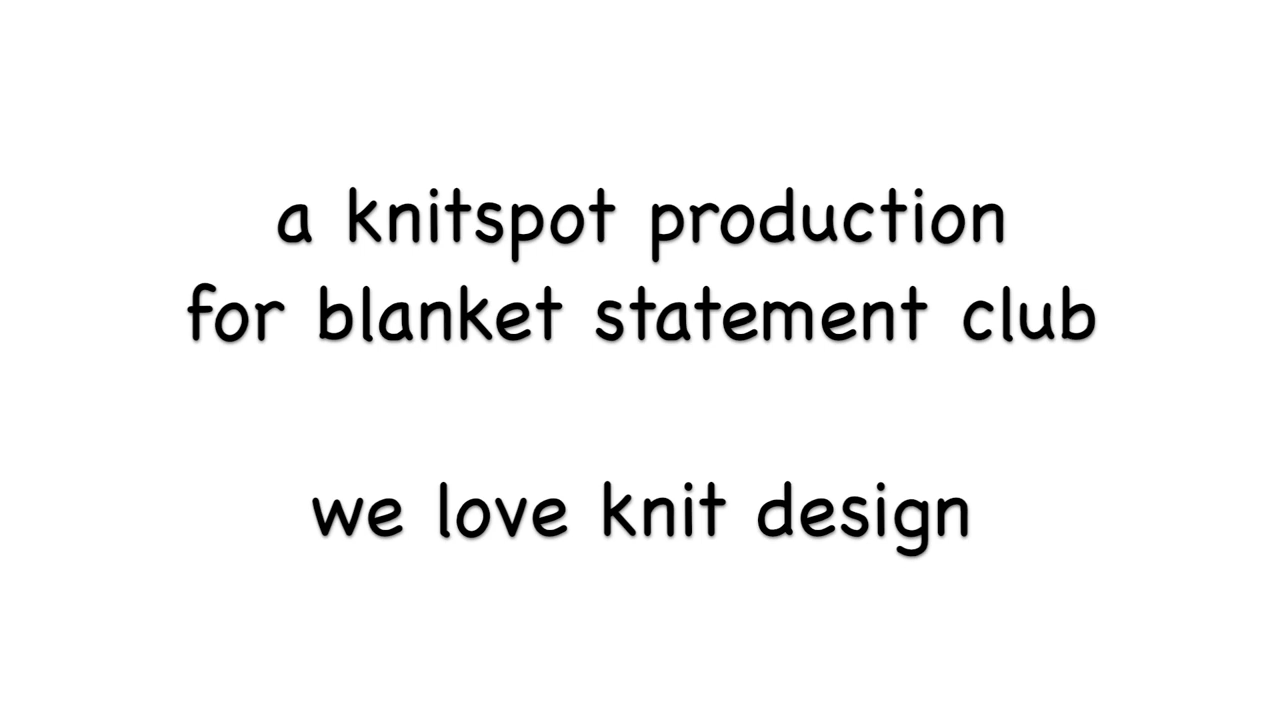 a knitspot production
for blanket statement club
we love knit design